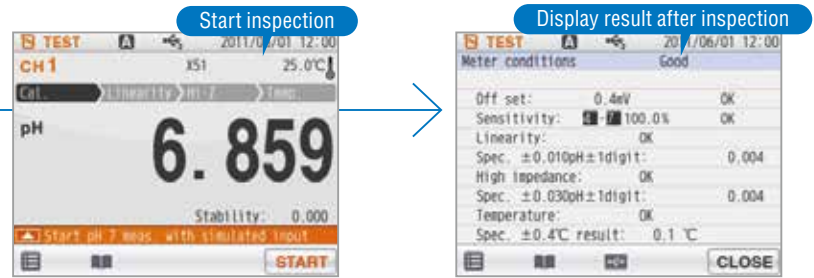 Start inspection
TEST A 2011/06/01 12:00
CH1 XS1 25.0℃
Cal. Linearity Hi-Z Temp.
pH
6.859
Stability: 0.000
Start pH 7 meas. with simulated input
START
Display result after inspection
TEST A 2011/06/01 12:00
Meter conditions Good
Off set: 0.4mV OK
Sensitivity: 4-7 100.0% OK
Linearity: OK
Spec. ±0.010pH±1digit: 0.004
High impedance: OK
Spec. ±0.030pH±1digit: 0.004
Temperature: OK
Spec. ±0.4℃ result: 0.1 ℃
CLOSE